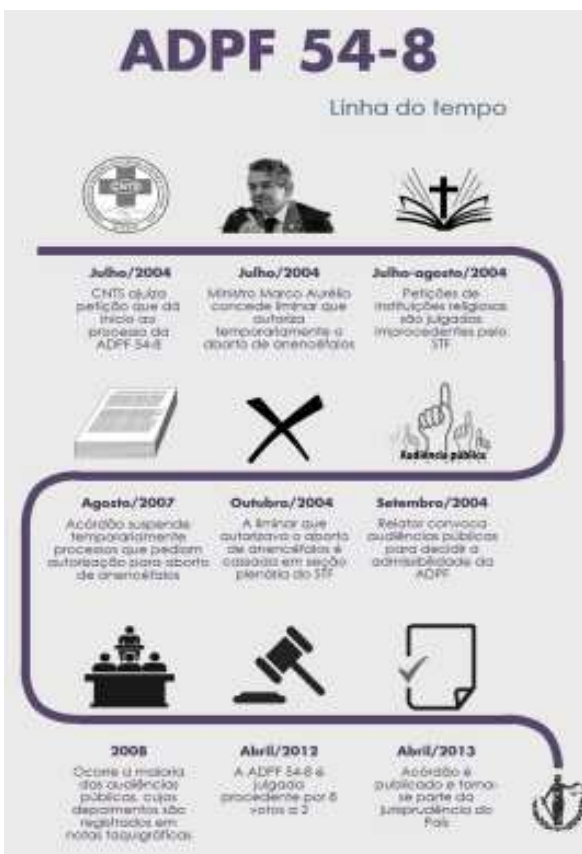 ADPF 54-8
Linha do tempo
CNTS
Julho/2004
CNTS ajuiza
petição que dá
início ao
processo da
ADPF 54-8
Julho/2004
Ministro Marco Aurélio
concede liminar que
autoriza
temporariamente o
aborto de anencéfalos
Julho-agosto/2004
Petições de
instituições religiosas
são julgadas
improcedentes pelo
STF
Audiência pública
Setembro/2004
Relator convoca
audiências públicas
para decidir a
admissibilidade da
ADPF
Outubro/2004
A liminar que
autorizava o aborto
de anencéfalos é
cassada em seção
plenária do STF
Agosto/2007
Acórdão suspende
temporariamente
processos que pediam
autorização para aborto
de anencéfalos
2008
Ocorre a maioria
das audiências
públicas, cujos
depoimentos são
registrados em
notas taquigráficas
Abril/2012
A ADPF 54-8 é
julgada
procedente por 8
votos a 2
Abril/2013
Acórdão é
publicado e torna-
se parte da
jurisprudência do
País